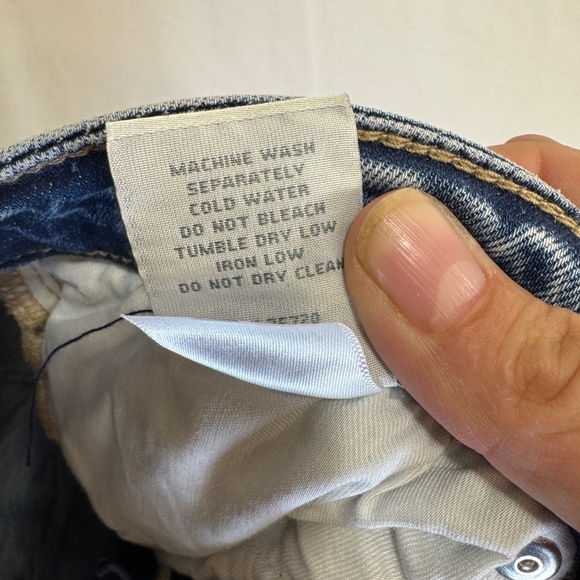 MACHINE WASH
SEPARATELY
COLD WATER
DO NOT BLEACH
TUMBLE DRY LOW
IRON LOW
DO NOT DRY CLEAN